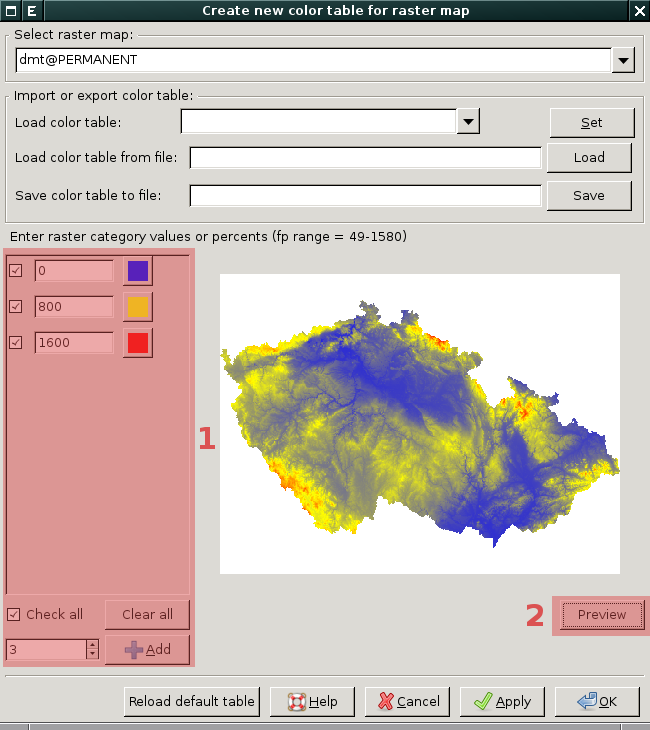 Create new color table for raster map
Select raster map:
dmt@PERMANENT
Import or export color table:
Load color table:
Set
Load color table from file:
Load
Save color table to file:
Save
Enter raster category values or percents (fp range = 49-1580)
0
800
1600
1
Check all
Clear all
3
Add
2
Preview
Reload default table
Help
Cancel
Apply
OK